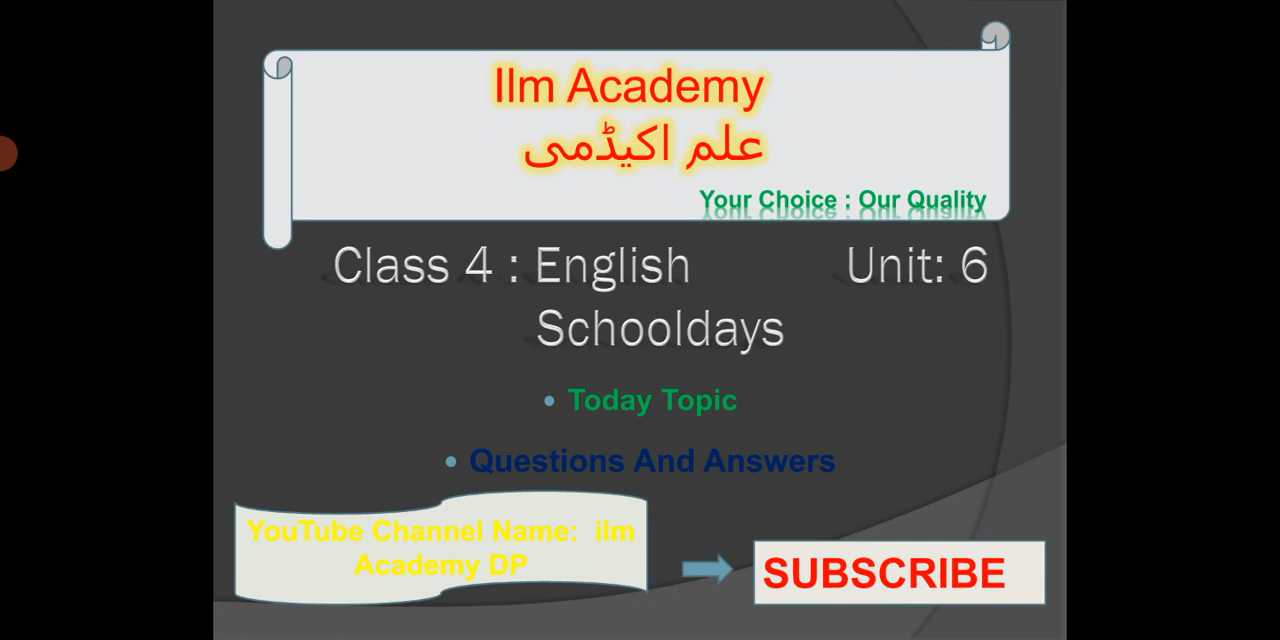 Ilm Academy
علم اکیڈمی
Your Choice : Our Quality
Class 4 : English Unit: 6
Schooldays
• Today Topic
• Questions And Answers
YouTube Channel Name: ilm
Academy DP
SUBSCRIBE